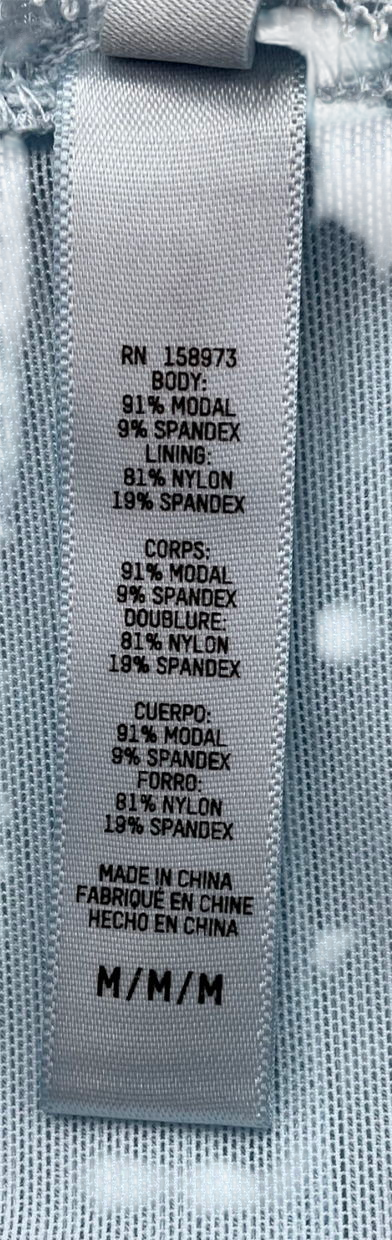 RN 158973
BODY:
91% MODAL
9% SPANDEX
LINING:
81% NYLON
19% SPANDEX
CORPS:
91% MODAL
9% SPANDEX
DOUBLURE:
81% NYLON
19% SPANDEX
CUERPO:
91% MODAL
9% SPANDEX
FORRO:
81% NYLON
19% SPANDEX
MADE IN CHINA
FABRIQUÉ EN CHINE
HECHO EN CHINA
M/M/M